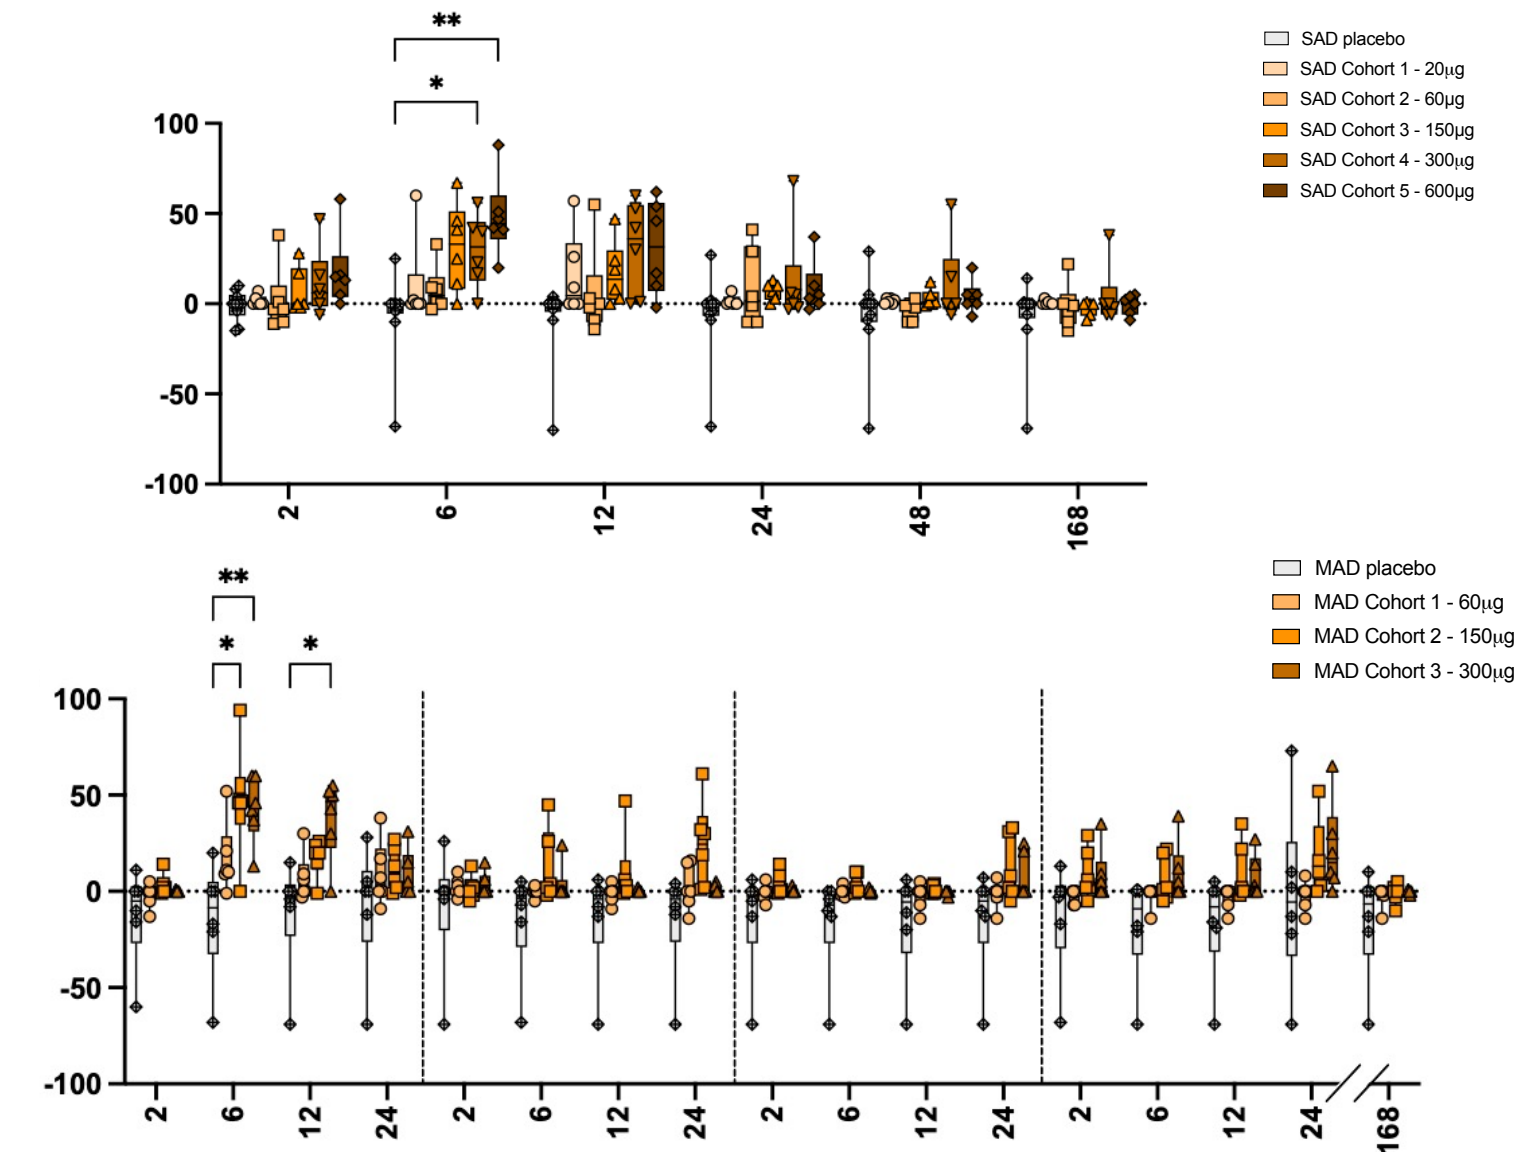 **
*
100
50
0
-50
-100
2 6 12 24 48 168
SAD placebo
SAD Cohort 1 - 20μg
SAD Cohort 2 - 60μg
SAD Cohort 3 - 150μg
SAD Cohort 4 - 300μg
SAD Cohort 5 - 600μg
**
* *
100
50
0
-50
-100
2 6 12 24 2 6 12 24 2 6 12 24 2 6 12 24 168
MAD placebo
MAD Cohort 1 - 60μg
MAD Cohort 2 - 150μg
MAD Cohort 3 - 300μg